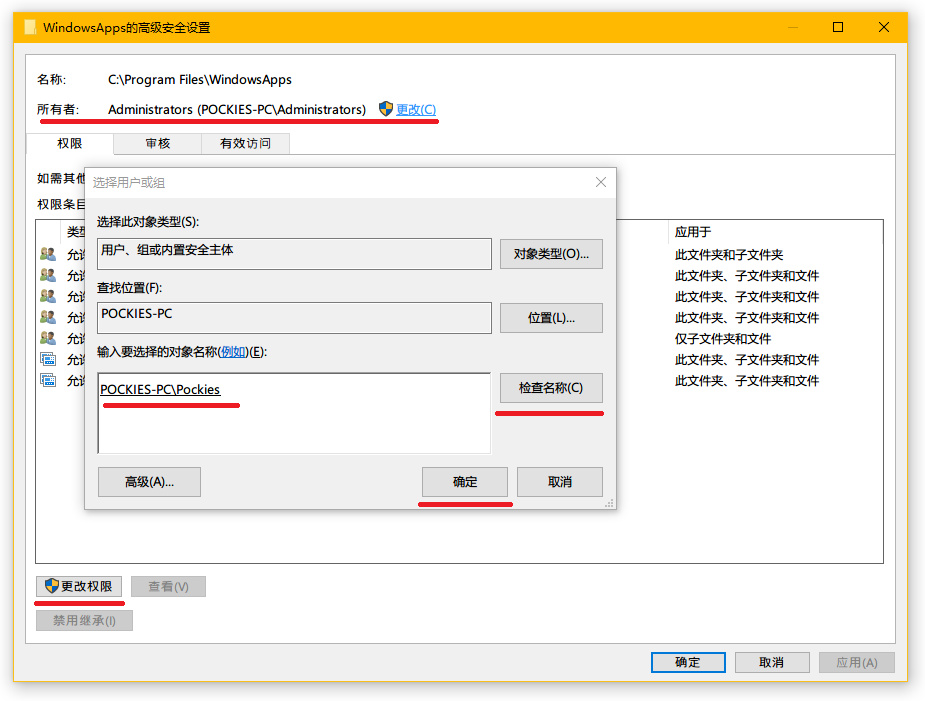 WindowsApps的高级安全设置
名称: C:\Program Files\WindowsApps
所有者: Administrators (POCKIES-PC\Administrators) 更改(C)
权限 审核 有效访问
如需其他
权限条目
类型 应用于
允许 此文件夹和子文件夹
允许 此文件夹、子文件夹和文件
允许 此文件夹、子文件夹和文件
允许 此文件夹、子文件夹和文件
允许 仅子文件夹和文件
允许 此文件夹、子文件夹和文件
允许 此文件夹、子文件夹和文件
选择用户或组
选择此对象类型(S):
用户、组或内置安全主体 对象类型(O)...
查找位置(F):
POCKIES-PC 位置(L)...
输入要选择的对象名称(例如)(E):
POCKIES-PC\Pockies 检查名称(C)
高级(A)... 确定 取消
更改权限 查看(V)
禁用继承(I)
确定 取消 应用(A)